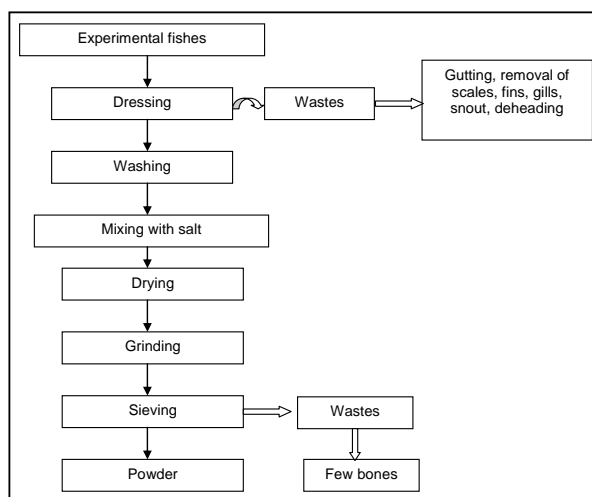 Experimental fishes
Dressing
Wastes
Gutting, removal of
scales, fins, gills,
snout, deheading
Washing
Mixing with salt
Drying
Grinding
Sieving
Wastes
Powder
Few bones